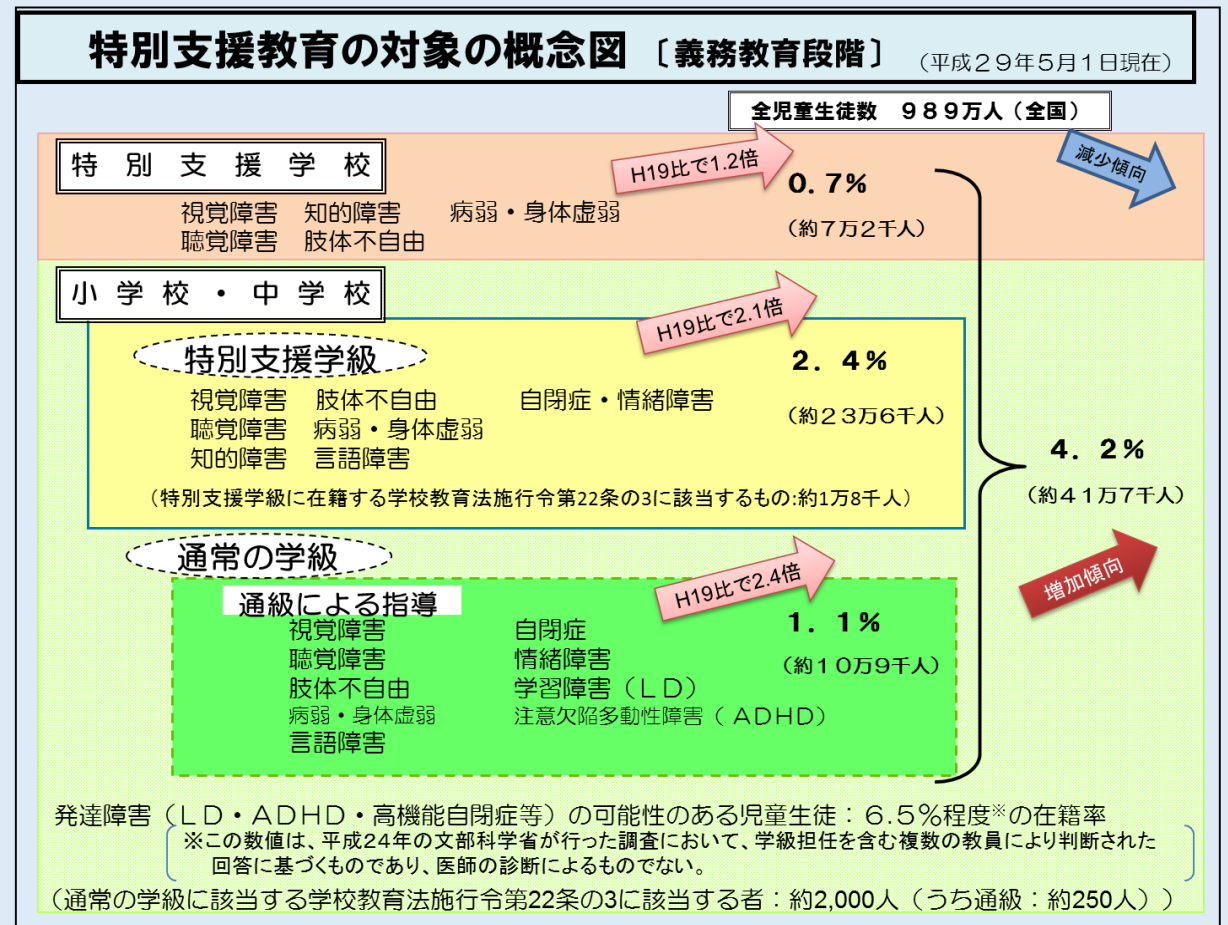 特別支援教育の対象の概念図 〔義務教育段階〕 （平成２９年５月１日現在）
全児童生徒数　９８９万人（全国）
特 別 支 援 学 校
H19比で1.2倍
減少傾向
０.７％
視覚障害　知的障害　病弱・身体虚弱
（約７万２千人）
聴覚障害　肢体不自由
小 学 校 ・ 中 学 校
H19比で2.1倍
特別支援学級
２．４％
視覚障害　肢体不自由　自閉症・情緒障害
（約２３万６千人）
聴覚障害　病弱・身体虚弱
知的障害　言語障害
（特別支援学級に在籍する学校教育法施行令第22条の3に該当するもの:約1万8千人）
４．２％
（約４１万７千人）
増加傾向
通常の学級
H19比で2.4倍
通級による指導
１．１％
視覚障害　自閉症
聴覚障害　情緒障害
（約１０万９千人）
肢体不自由　学習障害（ＬＤ）
病弱・身体虚弱　注意欠陥多動性障害（ ＡＤＨＤ）
言語障害
発達障害（ＬＤ・ＡＤＨＤ・高機能自閉症等）の可能性のある児童生徒：６.５％程度※の在籍率
※この数値は、平成24年の文部科学省が行った調査において、学級担任を含む複数の教員により判断された
回答に基づくものであり、医師の診断によるものでない。
（通常の学級に該当する学校教育法施行令第22条の3に該当する者：約2,000人（うち通級：約250人））